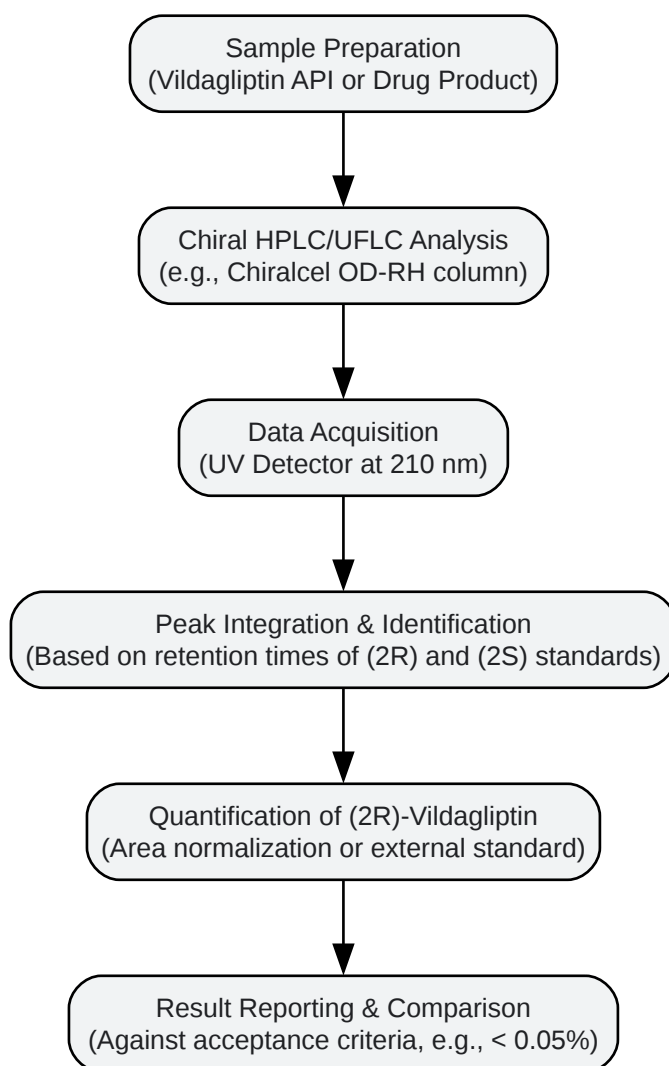 Sample Preparation
(Vildagliptin API or Drug Product)
Chiral HPLC/UFLC Analysis
(e.g., Chiralcel OD-RH column)
Data Acquisition
(UV Detector at 210 nm)
Peak Integration & Identification
(Based on retention times of (2R) and (2S) standards)
Quantification of (2R)-Vildagliptin
(Area normalization or external standard)
Result Reporting & Comparison
(Against acceptance criteria, e.g., < 0.05%)